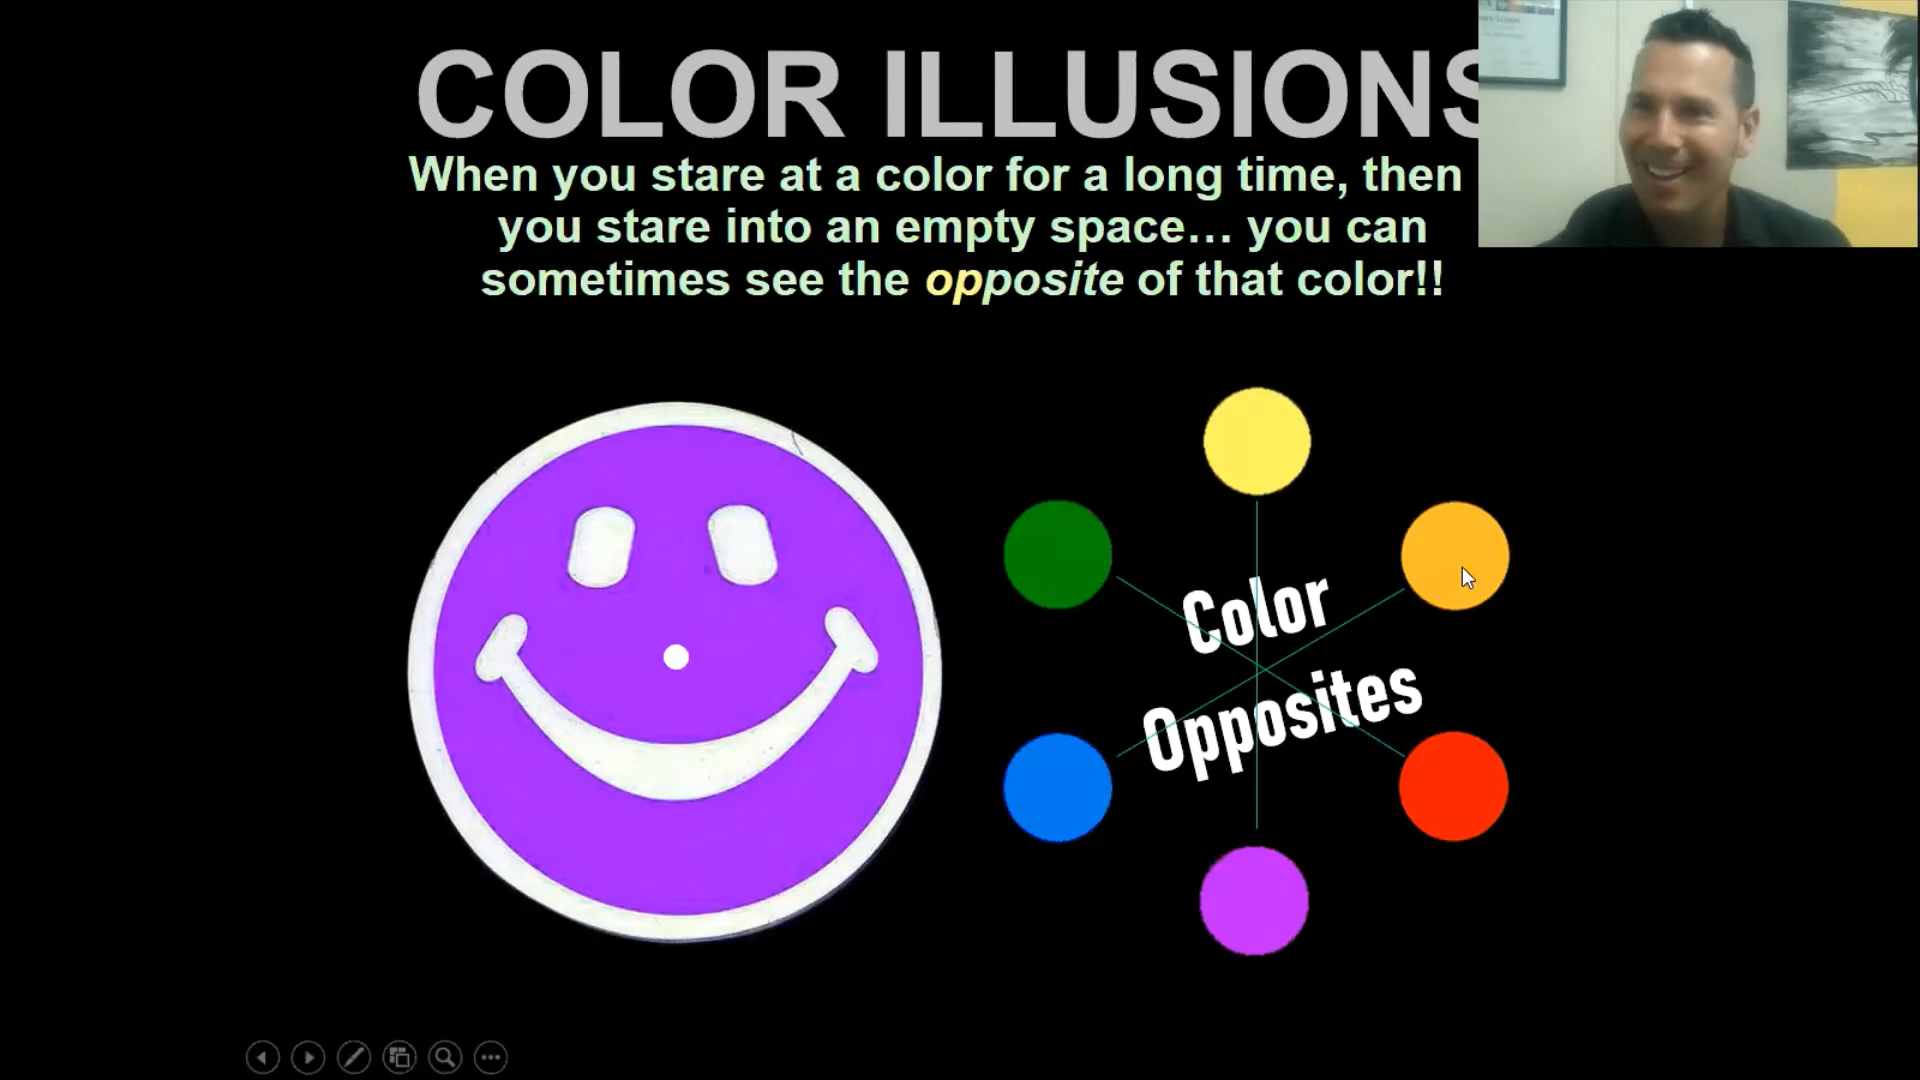 COLOR ILLUSIONS
When you stare at a color for a long time, then
you stare into an empty space... you can
sometimes see the opposite of that color!!
Color
Opposites